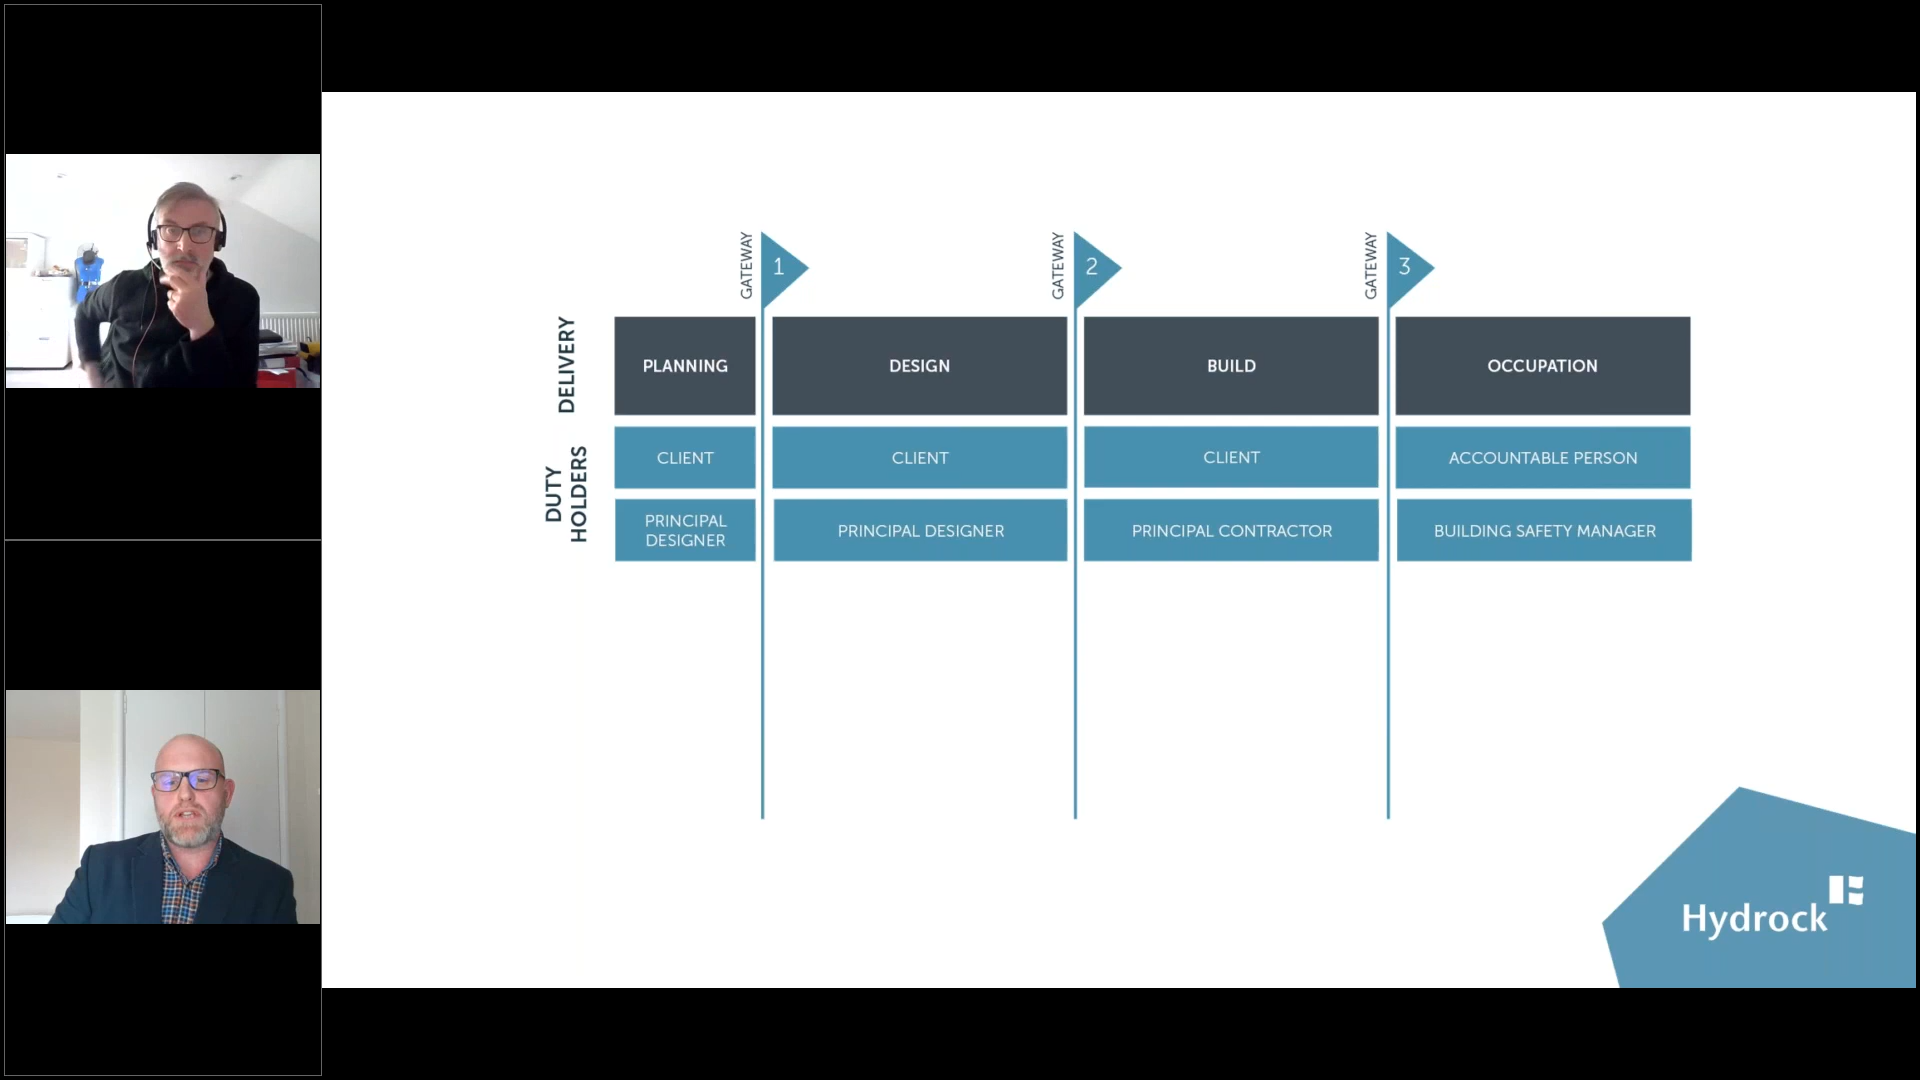 GATEWAY 1
GATEWAY 2
GATEWAY 3
DELIVERY
PLANNING
DESIGN
BUILD
OCCUPATION
DUTY
HOLDERS
CLIENT
CLIENT
CLIENT
ACCOUNTABLE PERSON
PRINCIPAL
DESIGNER
PRINCIPAL DESIGNER
PRINCIPAL CONTRACTOR
BUILDING SAFETY MANAGER
Hydrock